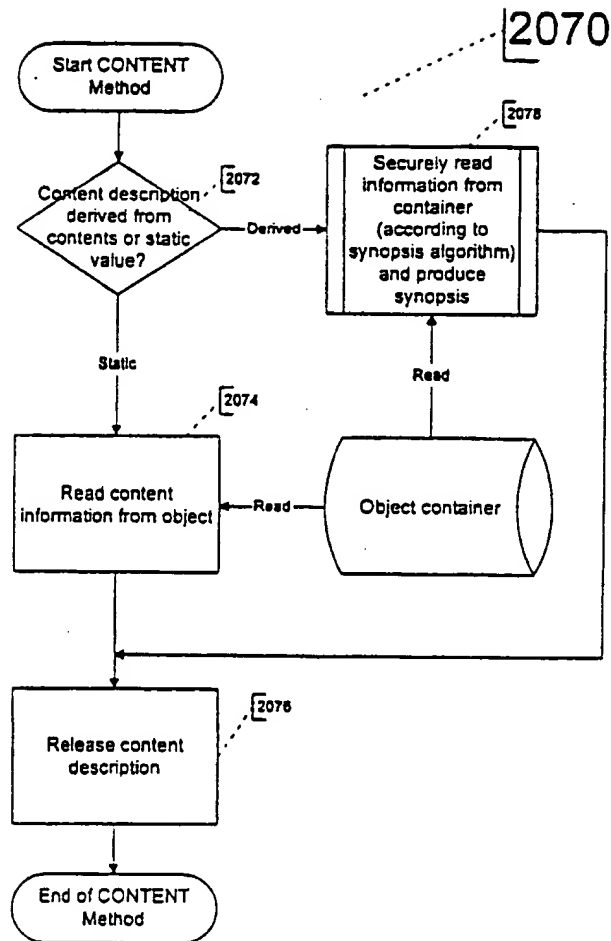 2070
Start CONTENT
Method
2078
2072
Content description
derived from
contents or static
value?
Derived
Securely read
information from
container
(according to
synopsis algorithm)
and produce
synopsis
Static
Read
2074
Read content
information from object
Read
Object container
2076
Release content
description
End of CONTENT
Method